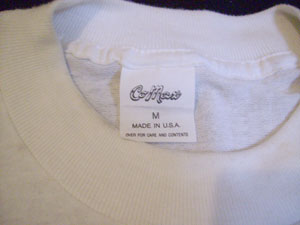 M
MADE IN U.S.A.
OVER FOR CARE AND CONTENTS